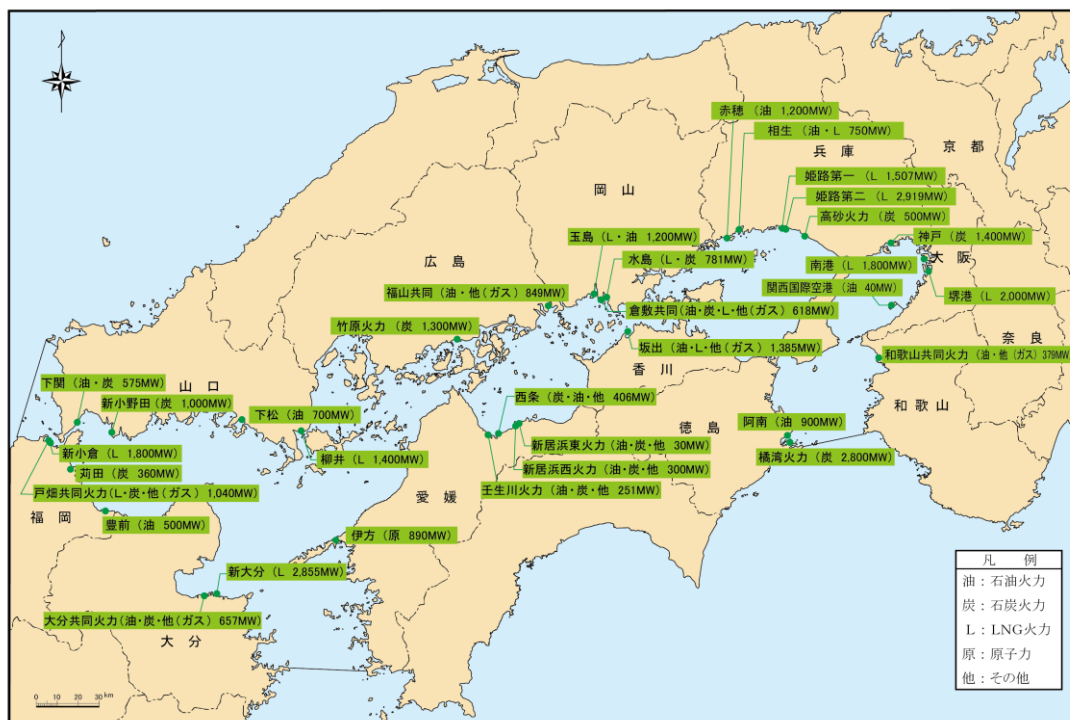 赤穂 (油 1,200MW)
相生 (油・L 750MW)
兵 庫
京 都
岡 山
姫路第一 (L 1,507MW)
姫路第二 (L 2,919MW)
高砂火力 (炭 500MW)
玉島 (L・油 1,200MW)
神戸 (炭 1,400MW)
広 島
水島 (L・炭 781MW)
大 阪
南港 (L 1,800MW)
福山共同 (油・他(ガス) 849MW)
関西国際空港 (油 40MW)
堺港 (L 2,000MW)
倉敷共同(油・炭・L・他(ガス) 618MW)
竹原火力 (炭 1,300MW)
奈 良
坂出 (油・L・他(ガス) 1,385MW)
和歌山共同火力 (油・他(ガス) 379MW)
香 川
下関 (油・炭 575MW)
山 口
新小野田 (炭 1,000MW)
下松 (油 700MW)
西条 (炭・油・他 406MW)
和 歌 山
徳 島
阿南 (油 900MW)
新居浜東火力 (油・炭・他 30MW)
新小倉 (L 1,800MW)
柳井 (L 1,400MW)
橘湾火力 (炭 2,800MW)
苅田 (炭 360MW)
新居浜西火力 (油・炭・他 300MW)
戸畑共同火力(L・炭・他(ガス) 1,040MW)
壬生川火力 (油・炭・他 251MW)
愛 媛
福 岡
豊前 (油 500MW)
伊方 (原 890MW)
新大分 (L 2,855MW)
大分共同火力(油・炭・他(ガス) 657MW)
大 分
凡 例
油：石油火力
炭：石炭火力
L：LNG火力
原：原子力
他：その他
0 10 20 30 km